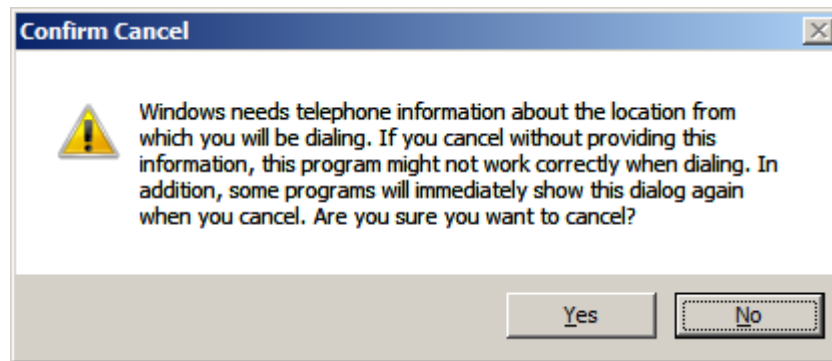 Confirm Cancel
Windows needs telephone information about the location from
which you will be dialing. If you cancel without providing this
information, this program might not work correctly when dialing. In
addition, some programs will immediately show this dialog again
when you cancel. Are you sure you want to cancel?
Yes No